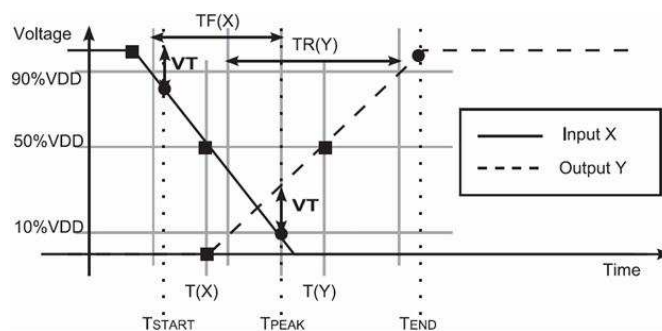 TF(X)
Voltage
TR(Y)
VT
90%VDD
50%VDD
Input X
Output Y
VT
10%VDD
Time
T(X)
T(Y)
TSTART
TPEAK
TEND